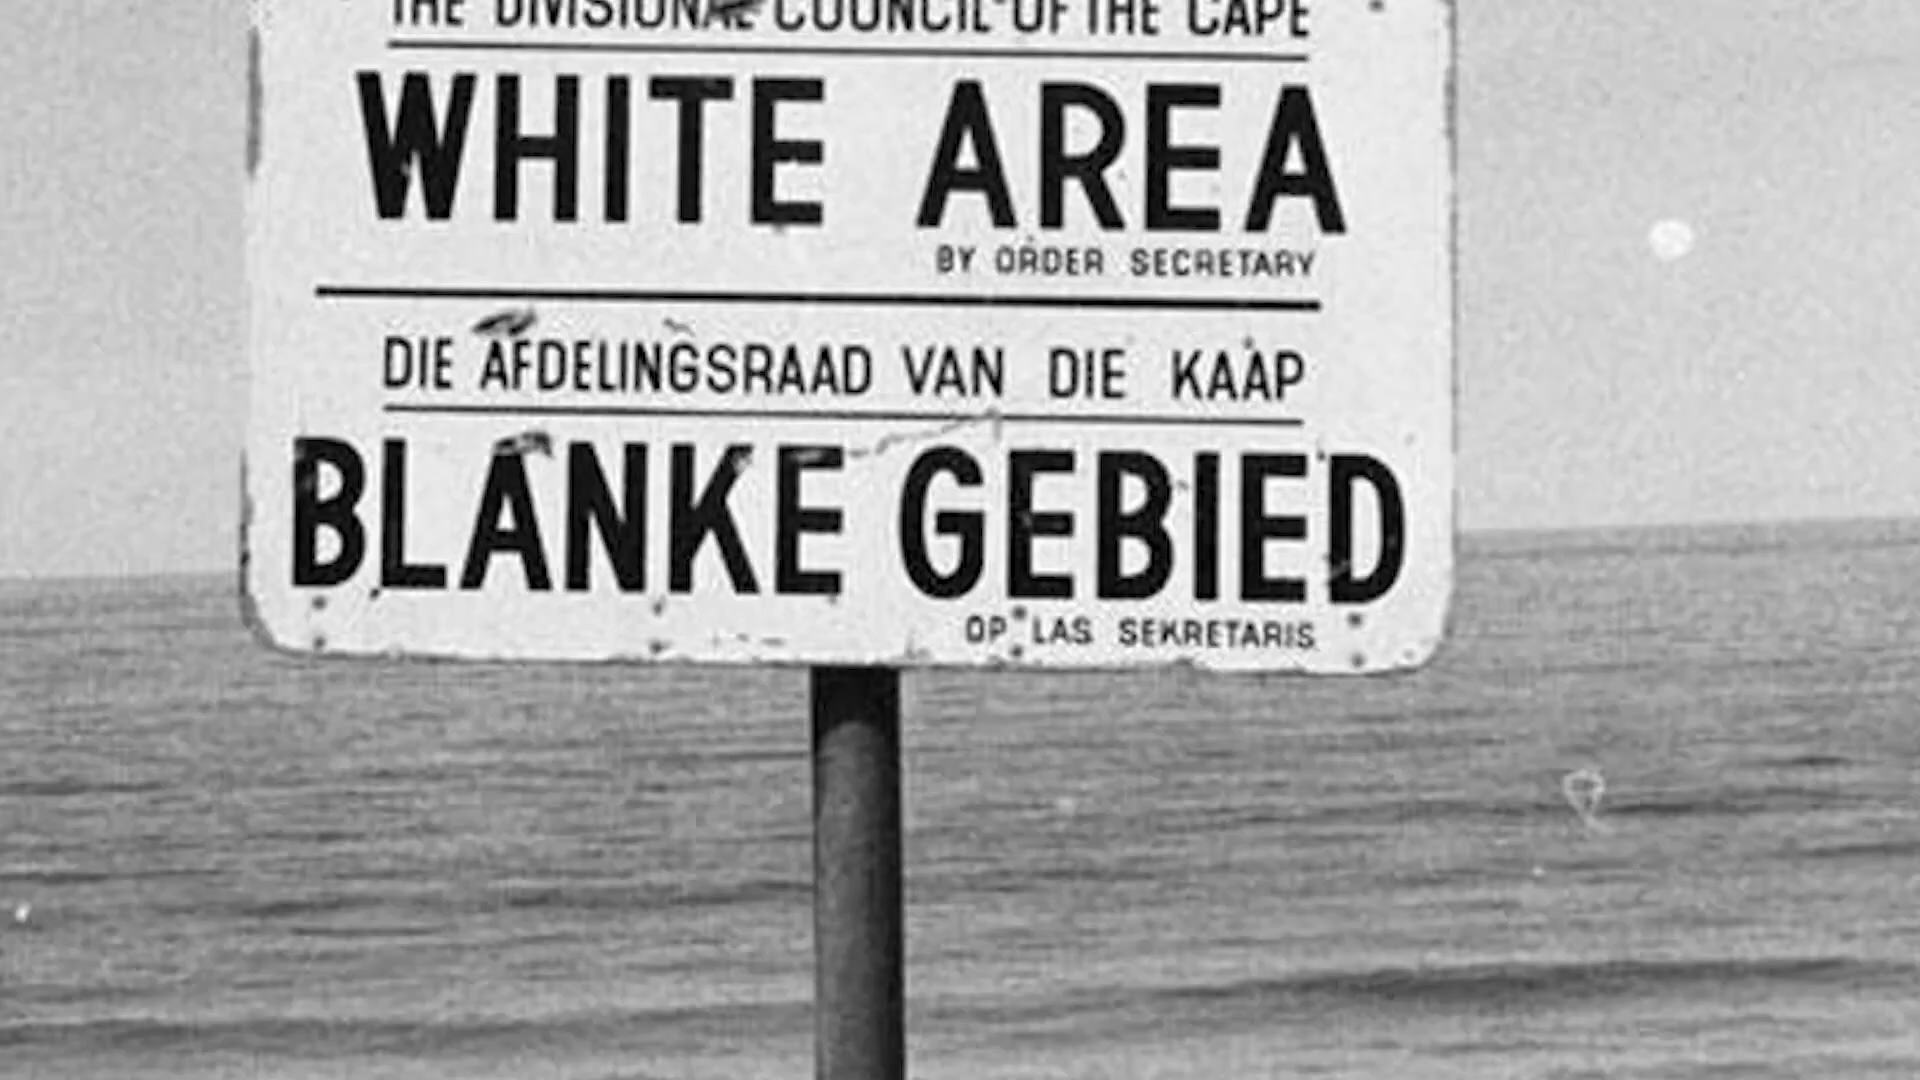 THE DIVISIONAL COUNCIL OF THE CAPE
WHITE AREA
BY ORDER SECRETARY
DIE AFDELINGSRAAD VAN DIE KAAP
BLANKE GEBIED
OP LAS SEKRETARIS